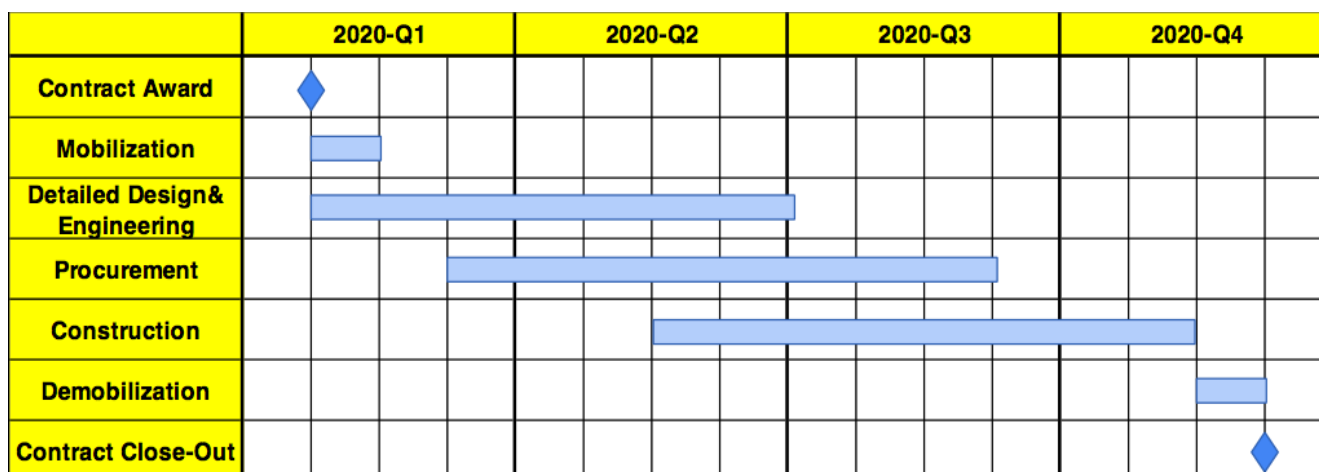 2020-Q1 2020-Q2 2020-Q3 2020-Q4
Contract Award
Mobilization
Detailed Design&
Engineering
Procurement
Construction
Demobilization
Contract Close-Out